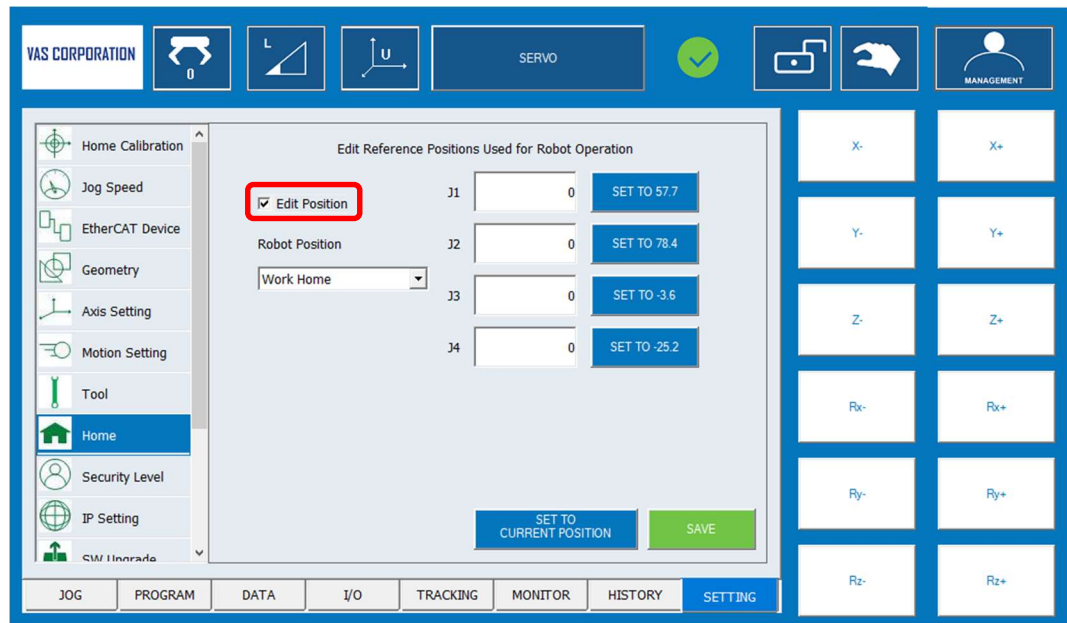 VAS CORPORATION
0
L
U
SERVO
MANAGEMENT
Home Calibration
Jog Speed
EtherCAT Device
Geometry
Axis Setting
Motion Setting
Tool
Home
Security Level
IP Setting
SW Upgrade
Edit Reference Positions Used for Robot Operation
Edit Position
Robot Position
Work Home
J1 0 SET TO 57.7
J2 0 SET TO 78.4
J3 0 SET TO -3.6
J4 0 SET TO -25.2
SET TO
CURRENT POSITION
SAVE
X- X+
Y- Y+
Z- Z+
Rx- Rx+
Ry- Ry+
Rz- Rz+
JOG PROGRAM DATA I/O TRACKING MONITOR HISTORY SETTING